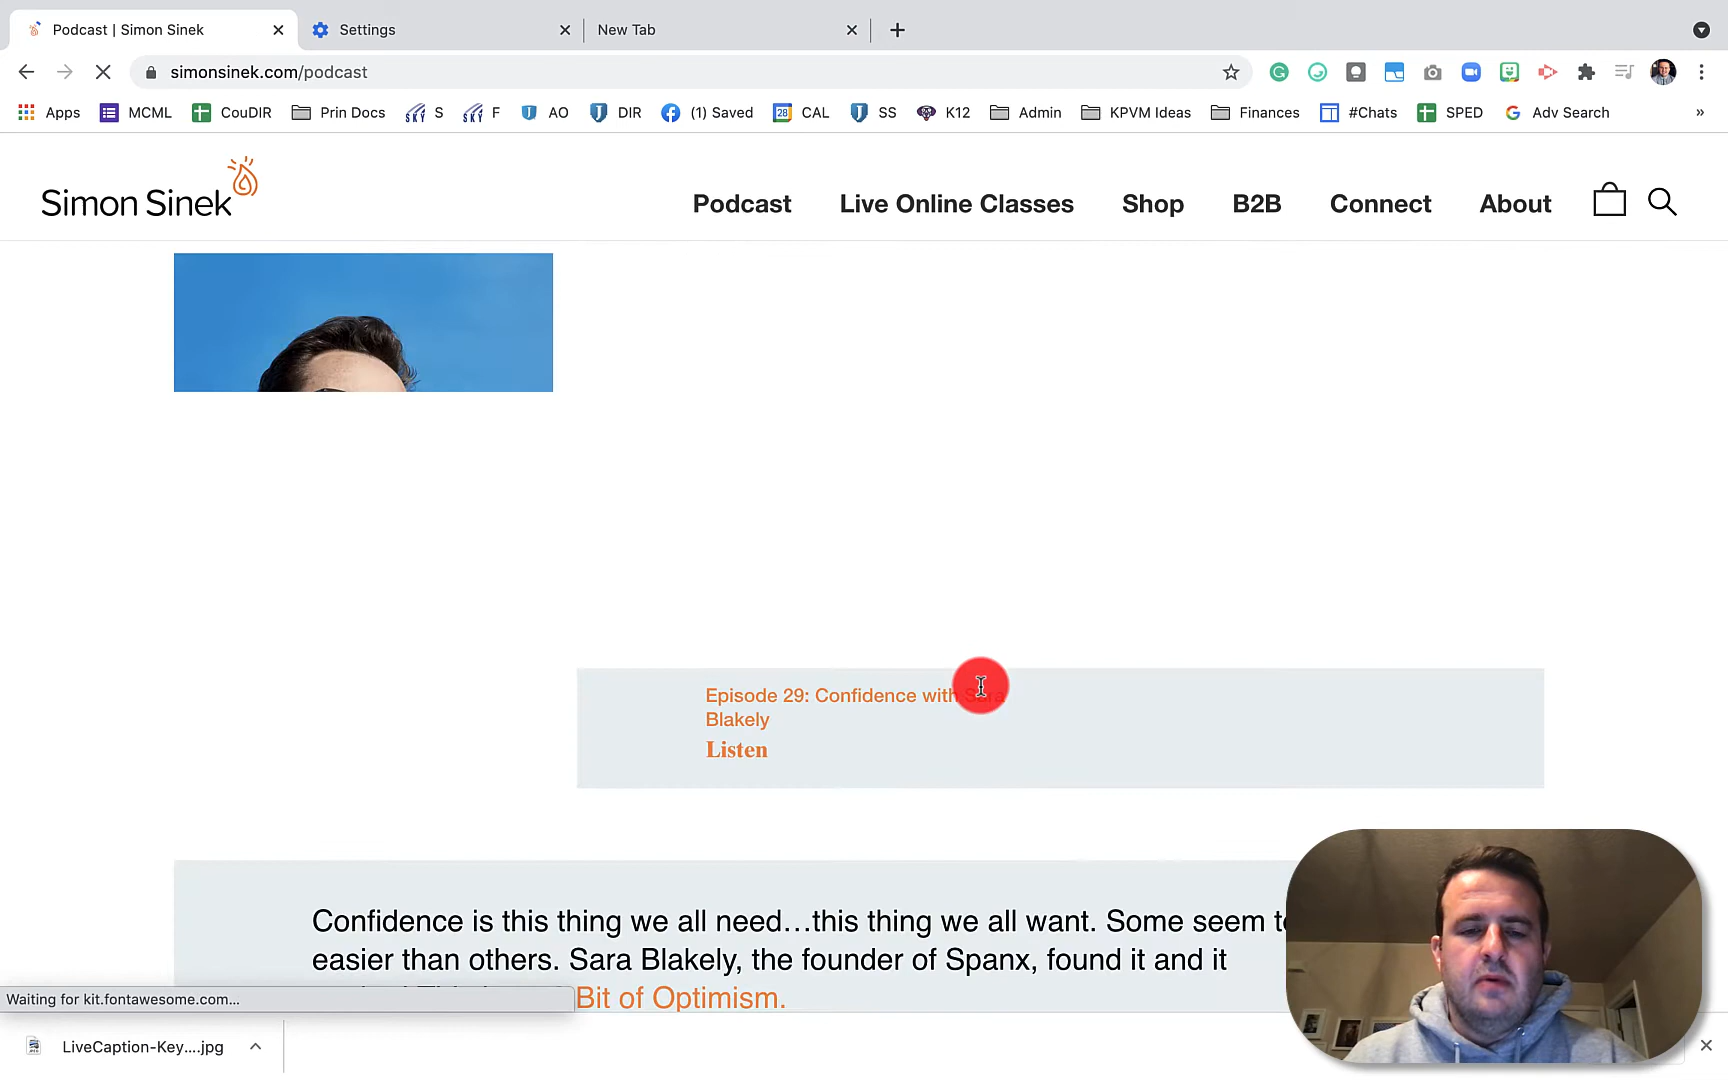 Podcast | Simon Sinek
Settings
New Tab
simonsinek.com/podcast
Apps
MCML
CouDIR
Prin Docs
S
F
AO
DIR
(1) Saved
CAL
SS
K12
Admin
KPVM Ideas
Finances
#Chats
SPED
Adv Search
»
Simon Sinek
Podcast
Live Online Classes
Shop
B2B
Connect
About
Episode 29: Confidence with Sara
Blakely
Listen
Confidence is this thing we all need…this thing we all want. Some seem
easier than others. Sara Blakely, the founder of Spanx, found it and it
Bit of Optimism.
Waiting for kit.fontawesome.com...
LiveCaption-Key....jpg